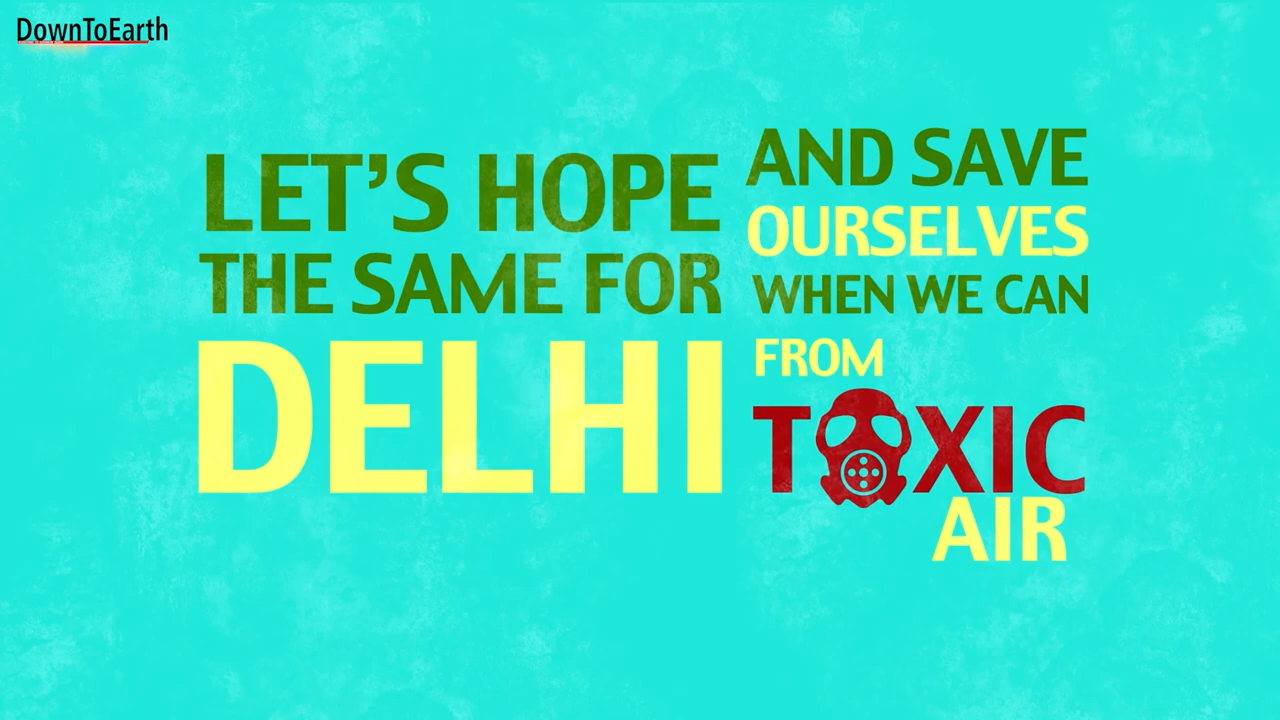 DownToEarth
LET'S HOPE
THE SAME FOR
DELHI
AND SAVE
OURSELVES
WHEN WE CAN
FROM
TOXIC
AIR